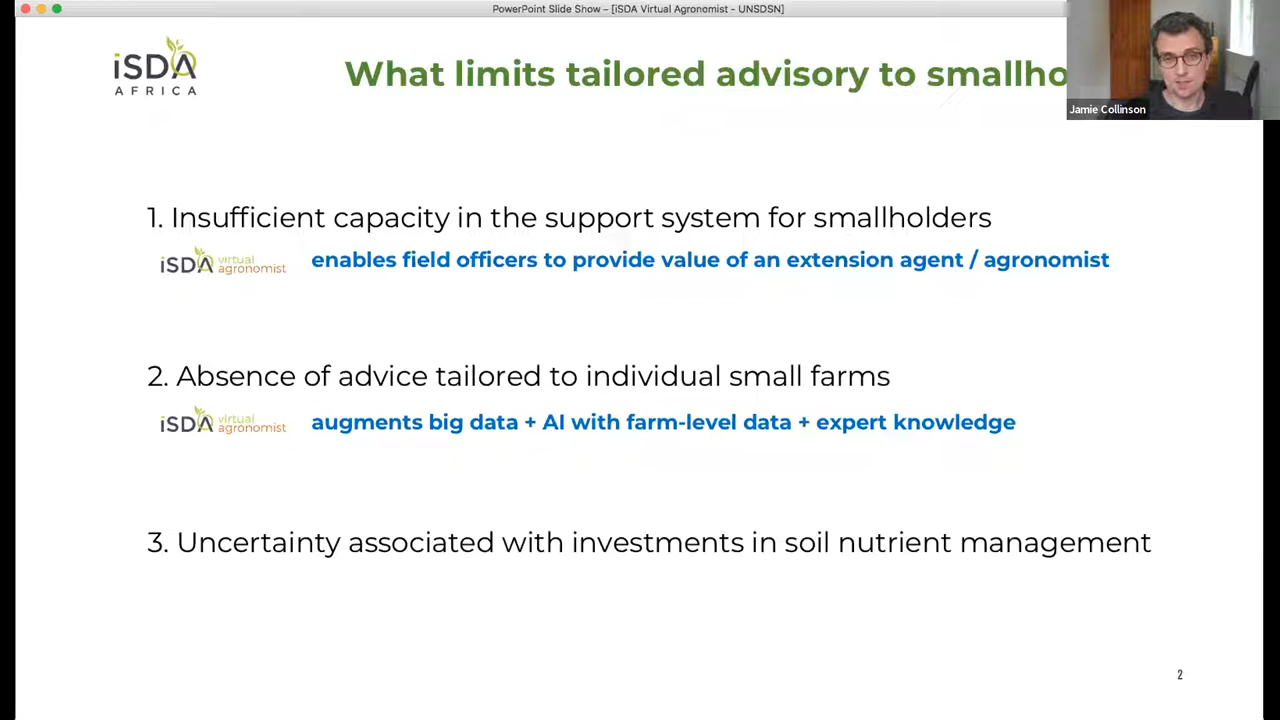 PowerPoint Slide Show – [iSDA Virtual Agronomist - UNSDSN]
iSDA
AFRICA
What limits tailored advisory to smallho
Jamie Collinson
1. Insufficient capacity in the support system for smallholders
iSDA virtual agronomist
enables field officers to provide value of an extension agent / agronomist
2. Absence of advice tailored to individual small farms
iSDA virtual agronomist
augments big data + AI with farm-level data + expert knowledge
3. Uncertainty associated with investments in soil nutrient management
2